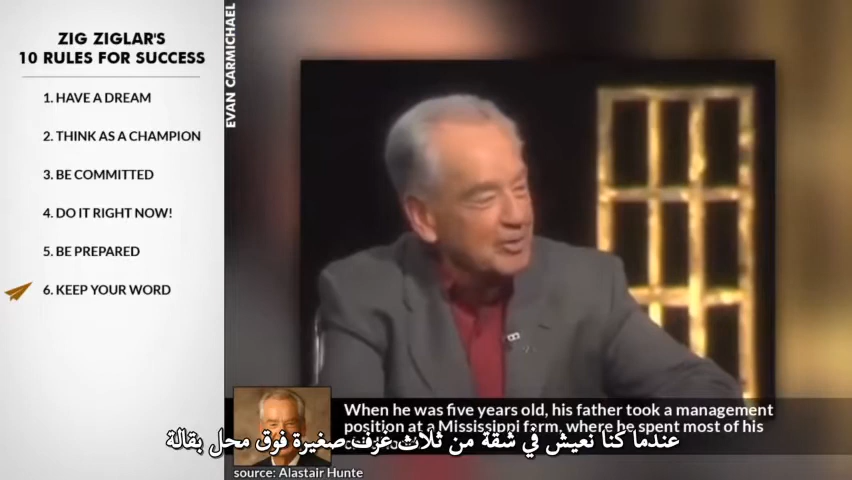 ZIG ZIGLAR'S
10 RULES FOR SUCCESS
1. HAVE A DREAM
2. THINK AS A CHAMPION
3. BE COMMITTED
4. DO IT RIGHT NOW!
5. BE PREPARED
6. KEEP YOUR WORD
EVAN CARMICHAEL
When he was five years old, his father took a management
position at a Mississippi farm, where he spent most of his
عندما كنا نعيش في شقة من ثلاث غرف صغيرة فوق محل بقالة
source: Alastair Hunte